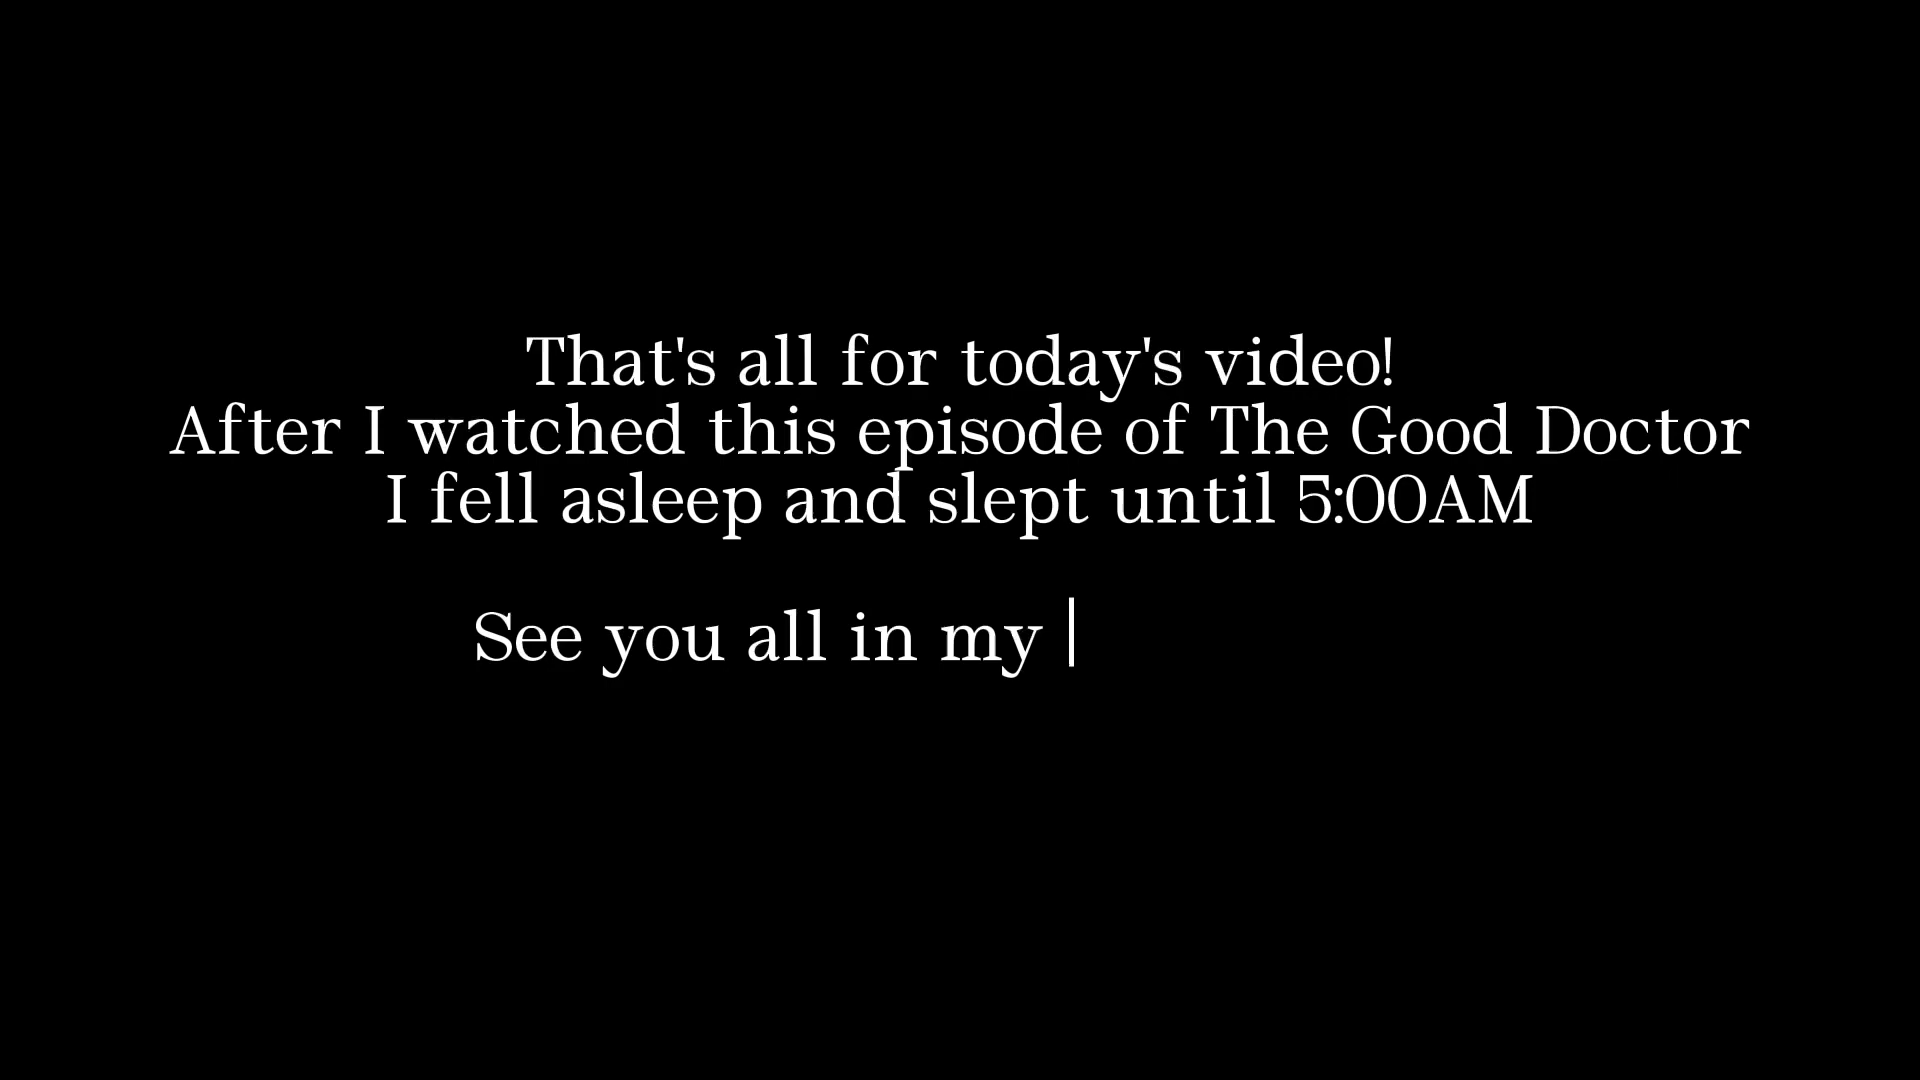 That's all for today's video!
After I watched this episode of The Good Doctor
I fell asleep and slept until 5:00AM
See you all in my